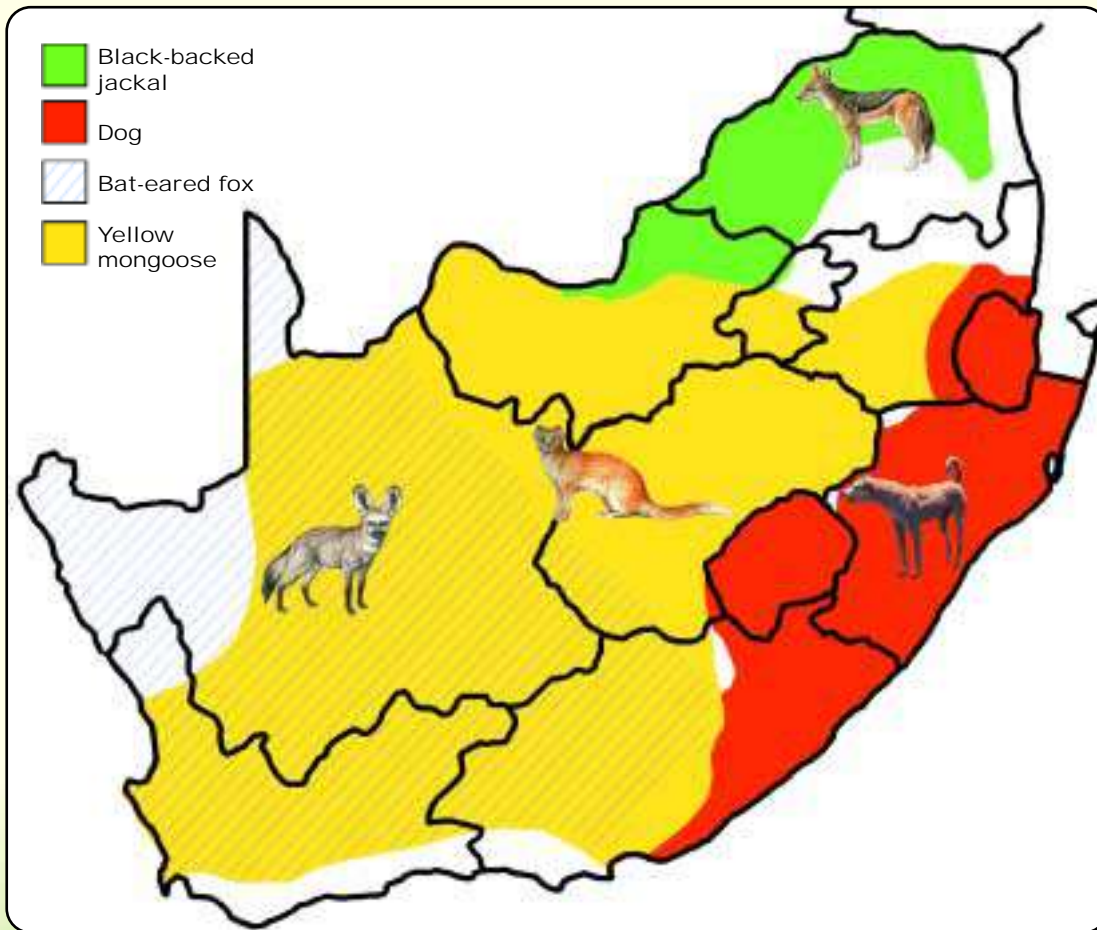 Black-backed
jackal
Dog
Bat-eared fox
Yellow
mongoose